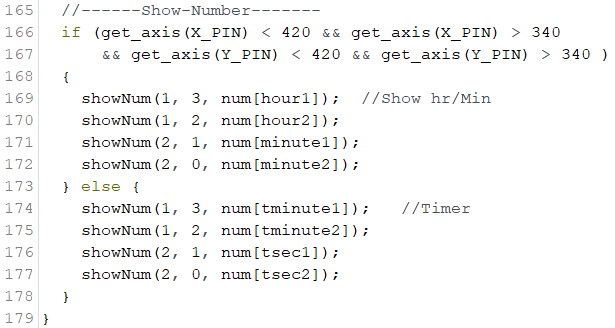 165   //------Show-Number-------
166   if (get_axis(X_PIN) < 420 && get_axis(X_PIN) > 340
167       && get_axis(Y_PIN) < 420 && get_axis(Y_PIN) > 340 )
168   {
169     showNum(1, 3, num[hour1]);  //Show hr/Min
170     showNum(1, 2, num[hour2]);
171     showNum(2, 1, num[minute1]);
172     showNum(2, 0, num[minute2]);
173   } else {
174     showNum(1, 3, num[tminute1]);   //Timer
175     showNum(1, 2, num[tminute2]);
176     showNum(2, 1, num[tsec1]);
177     showNum(2, 0, num[tsec2]);
178   }
179 }